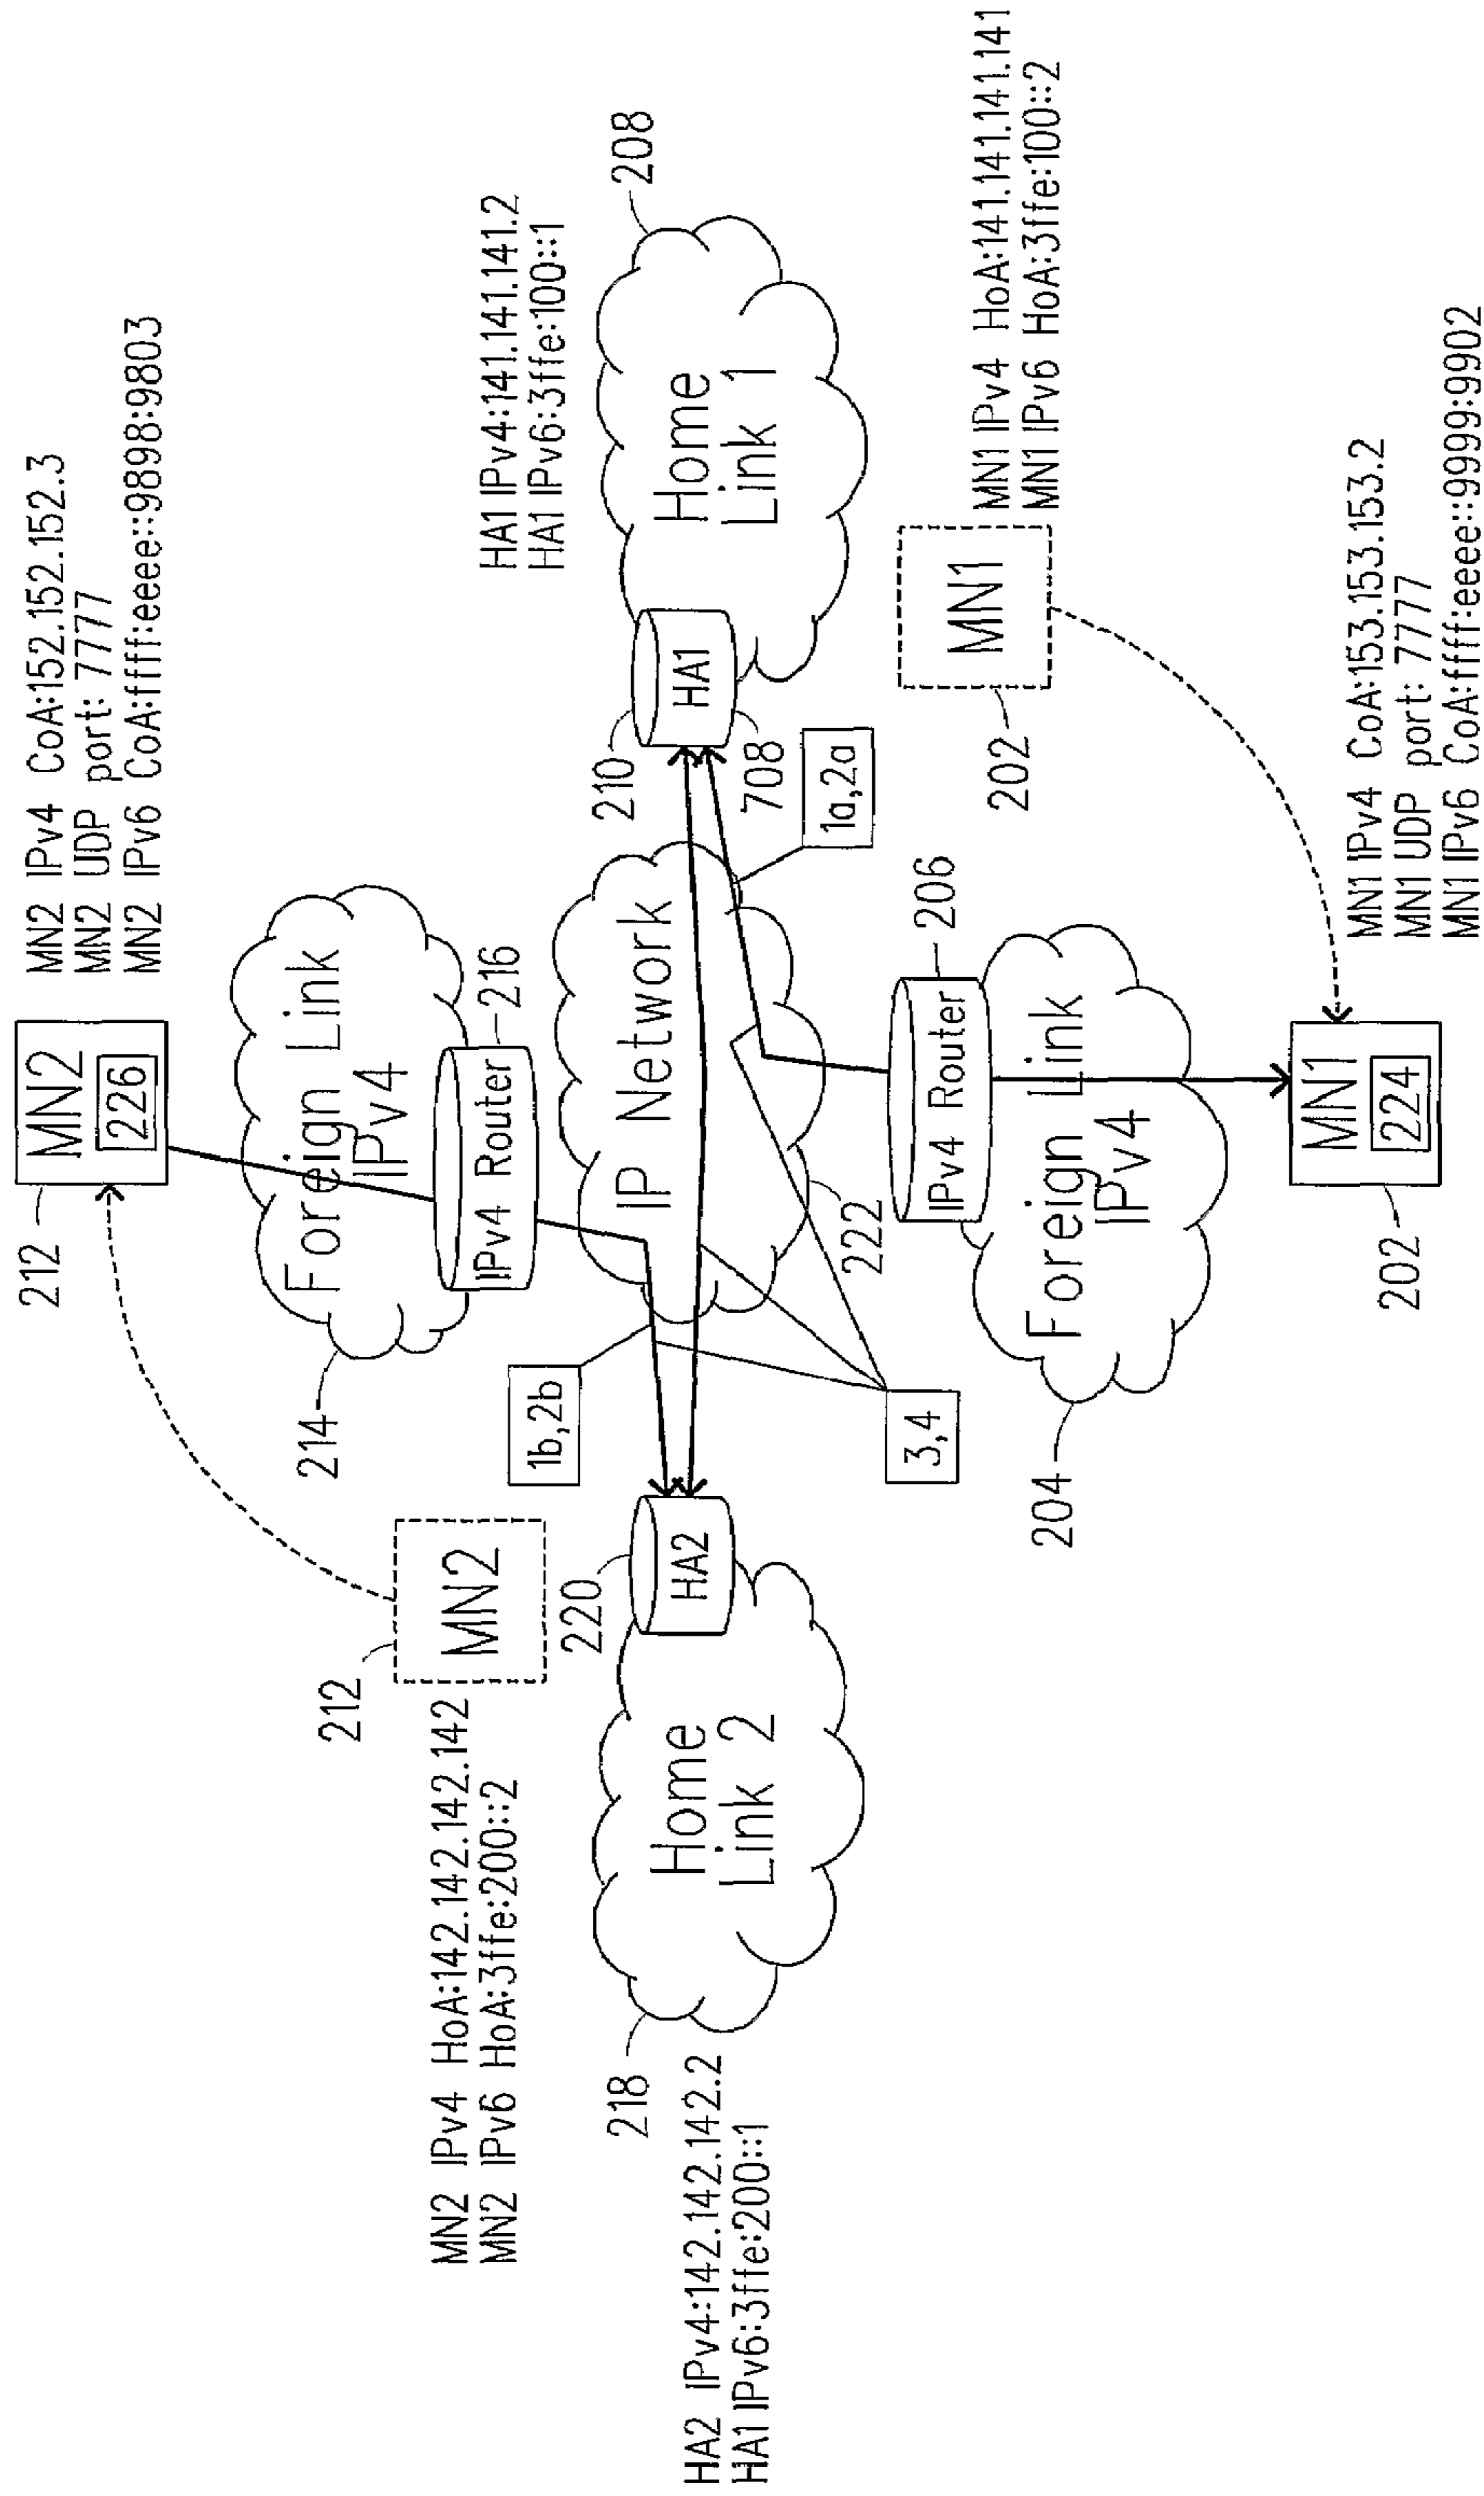 212
MN2
226
MN2 IPv4 CoA:152.152.152.3
MN2 UDP port: 7777
MN2 IPv6 CoA:ffff:eeee::9898:9803
214
Foreign Link
IPv4
212
MN2 IPv4 HoA:142.142.142.142
MN2 IPv6 HoA:3ffe:200::2
MN2
IPv4 Router
216
HA1 IPv4:141.141.141.2
HA1 IPv6:3ffe:100::1
1b,2b
220
210
208
218
Home
Link 2
HA2
IP Network
HA1
Home
Link 1
HA2 IPv4:142.142.142.2
HA1 IPv6:3ffe:200::1
708
1a,2a
222
3,4
206
IPv4 Router
MN1
202
MN1 IPv4 HoA:141.141.141.141
MN1 IPv6 HoA:3ffe:100::2
204
Foreign Link
IPv4
202
MN1
224
MN1 IPv4 CoA:153.153.153.2
MN1 UDP port: 7777
MN1 IPv6 CoA:ffff:eeee::9999:9902